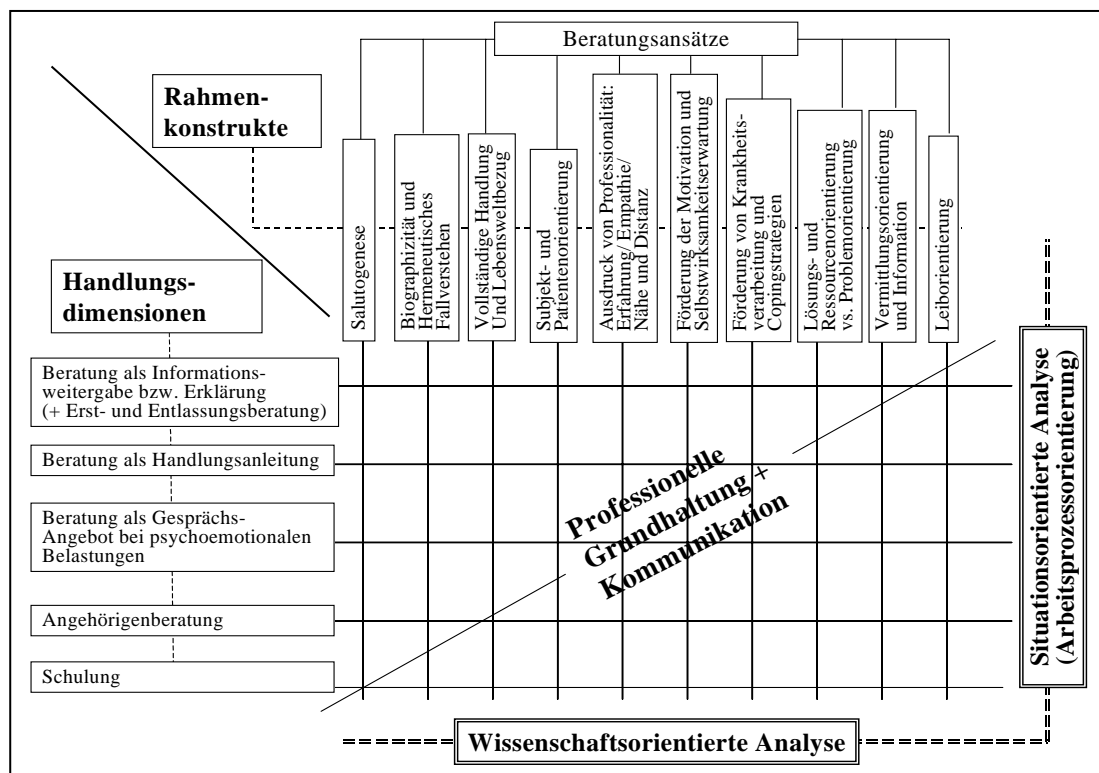 Beratungsansätze
Rahmen-
konstrukte
Salutogenese
Biographizität und
Hermeneutisches
Fallverstehen
Vollständige Handlung
Und Lebensweltbezug
Subjekt- und
Patientenorientierung
Ausdruck von Professionalität:
Erfahrung/ Empathie/
Nähe und Distanz
Förderung der Motivation und
Selbstwirksamkeitserwartung
Förderung von Krankheits-
verarbeitung und
Copingstrategien
Lösungs- und
Ressourcenorientierung
vs. Problemorientierung
Vermittlungsorientierung
und Information
Leiborientierung
Handlungs-
dimensionen
Beratung als Informations-
weitergabe bzw. Erklärung
(+ Erst- und Entlassungsberatung)
Beratung als Handlungsanleitung
Beratung als Gesprächs-
Angebot bei psychoemotionalen
Belastungen
Angehörigenberatung
Schulung
Professionelle
Grundhaltung +
Kommunikation
Situationsorientierte Analyse
(Arbeitsprozessorientierung)
Wissenschaftsorientierte Analyse